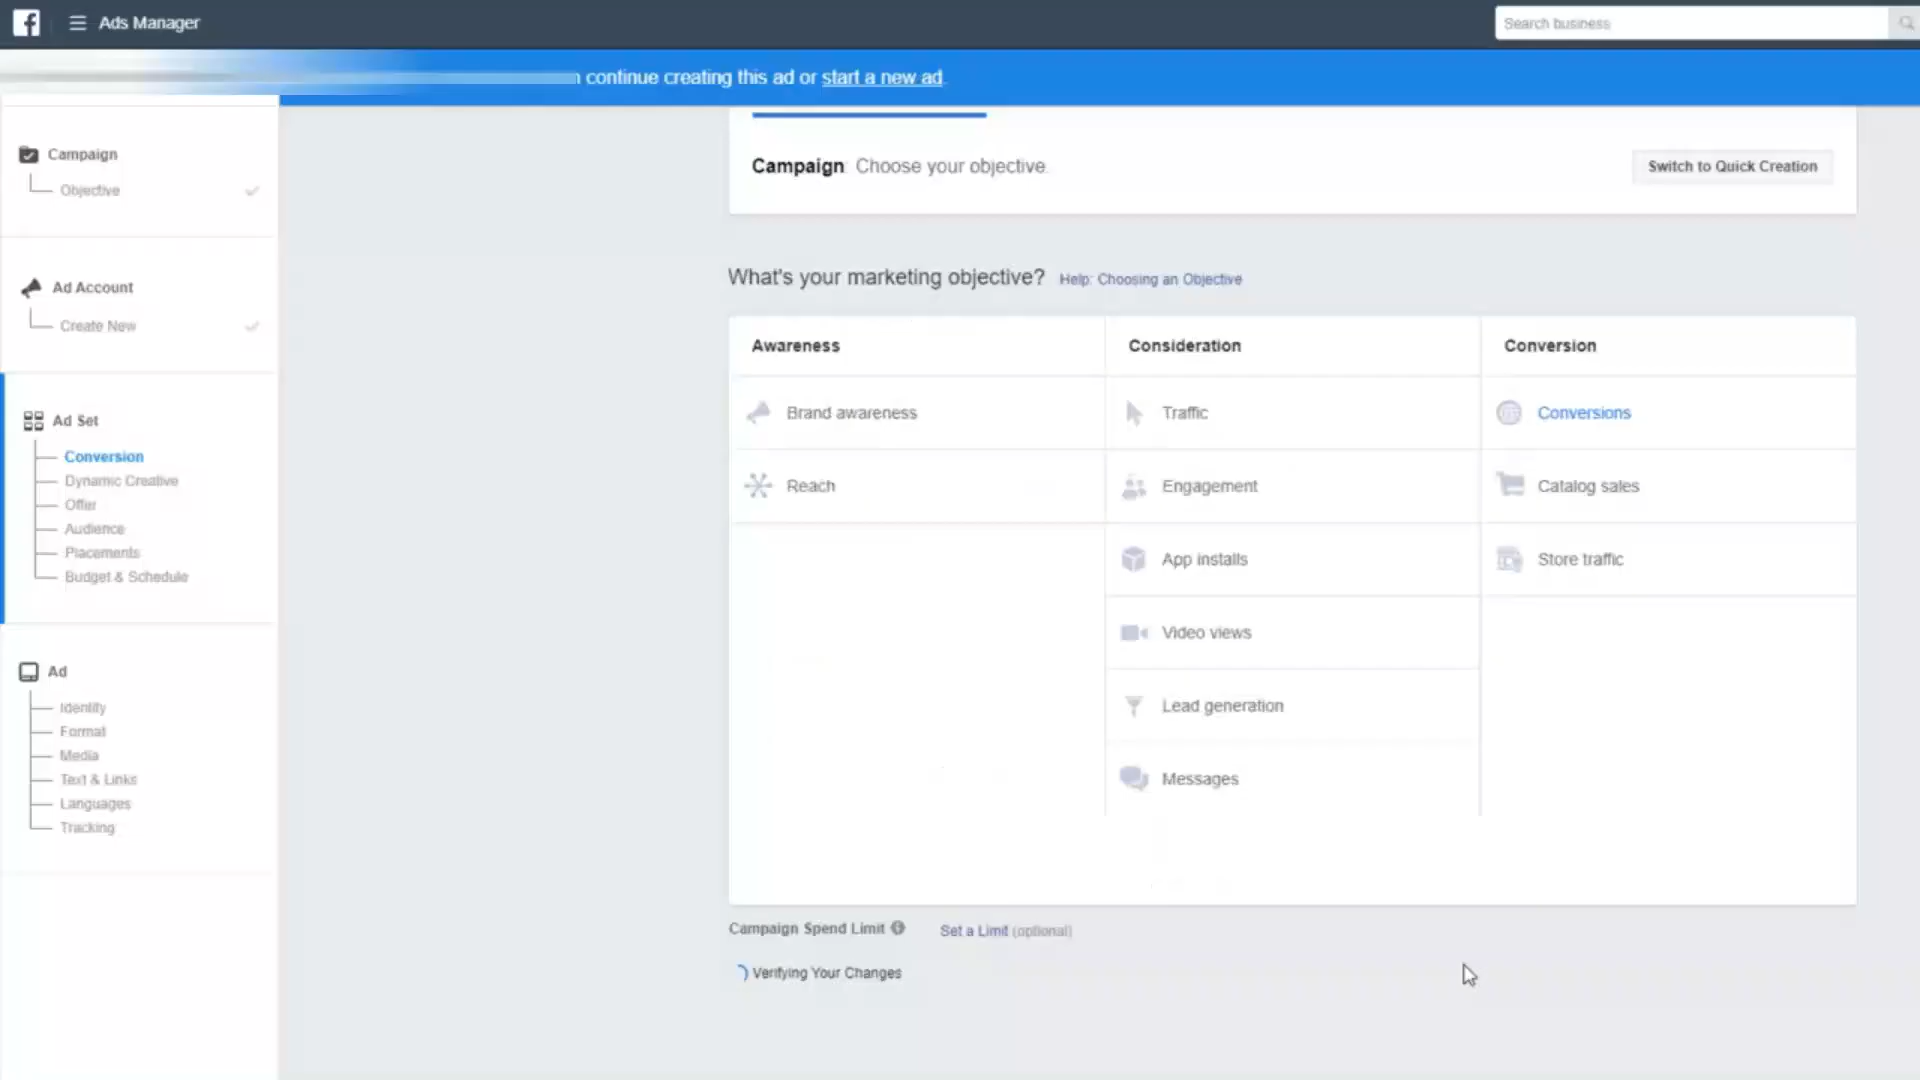 Ads Manager
Search business
continue creating this ad or start a new ad.
Campaign
Objective
Ad Account
Create New
Ad Set
Conversion
Dynamic Creative
Offer
Audience
Placements
Budget & Schedule
Ad
Identity
Format
Media
Text & Links
Languages
Tracking
Campaign: Choose your objective.
Switch to Quick Creation
What's your marketing objective? Help: Choosing an Objective
Awareness
Consideration
Conversion
Brand awareness
Traffic
Conversions
Reach
Engagement
Catalog sales
App installs
Store traffic
Video views
Lead generation
Messages
Campaign Spend Limit
Set a Limit (optional)
Verifying Your Changes